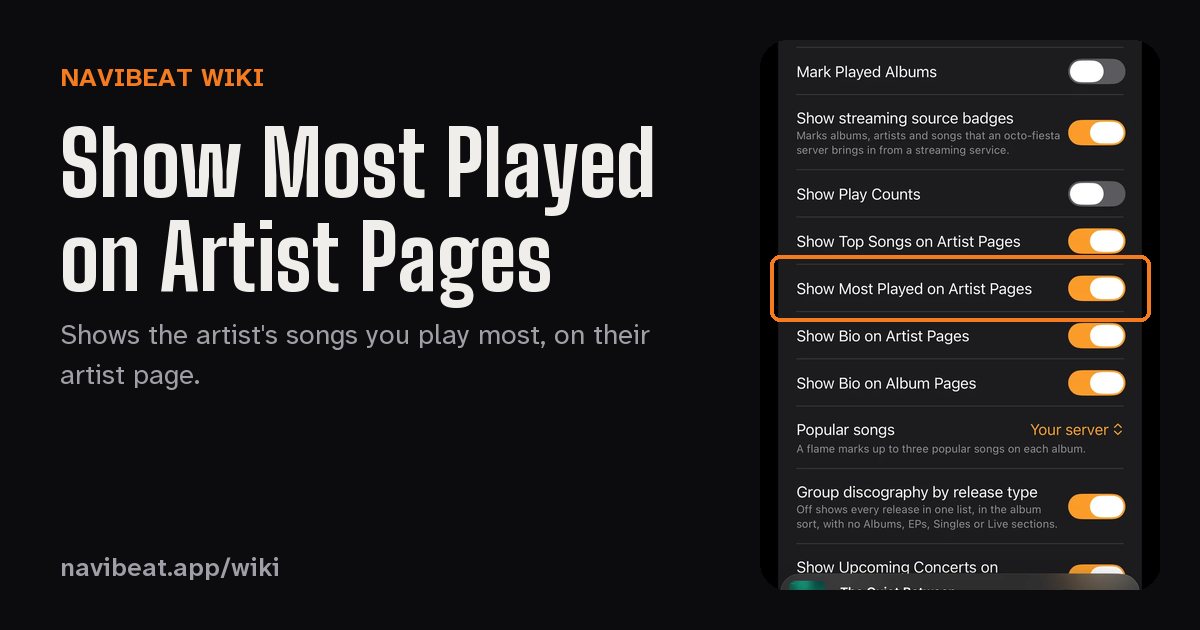 NAVIBEAT WIKI
Show Most Played
on Artist Pages
Shows the artist's songs you play most, on their
artist page.
navibeat.app/wiki
Mark Played Albums
Show streaming source badges
Marks albums, artists and songs that an octo-fiesta
server brings in from a streaming service.
Show Play Counts
Show Top Songs on Artist Pages
Show Most Played on Artist Pages
Show Bio on Artist Pages
Show Bio on Album Pages
Popular songs
Your server
A flame marks up to three popular songs on each album.
Group discography by release type
Off shows every release in one list, in the album
sort, with no Albums, EPs, Singles or Live sections.
Show Upcoming Concerts on
The Quiet Between